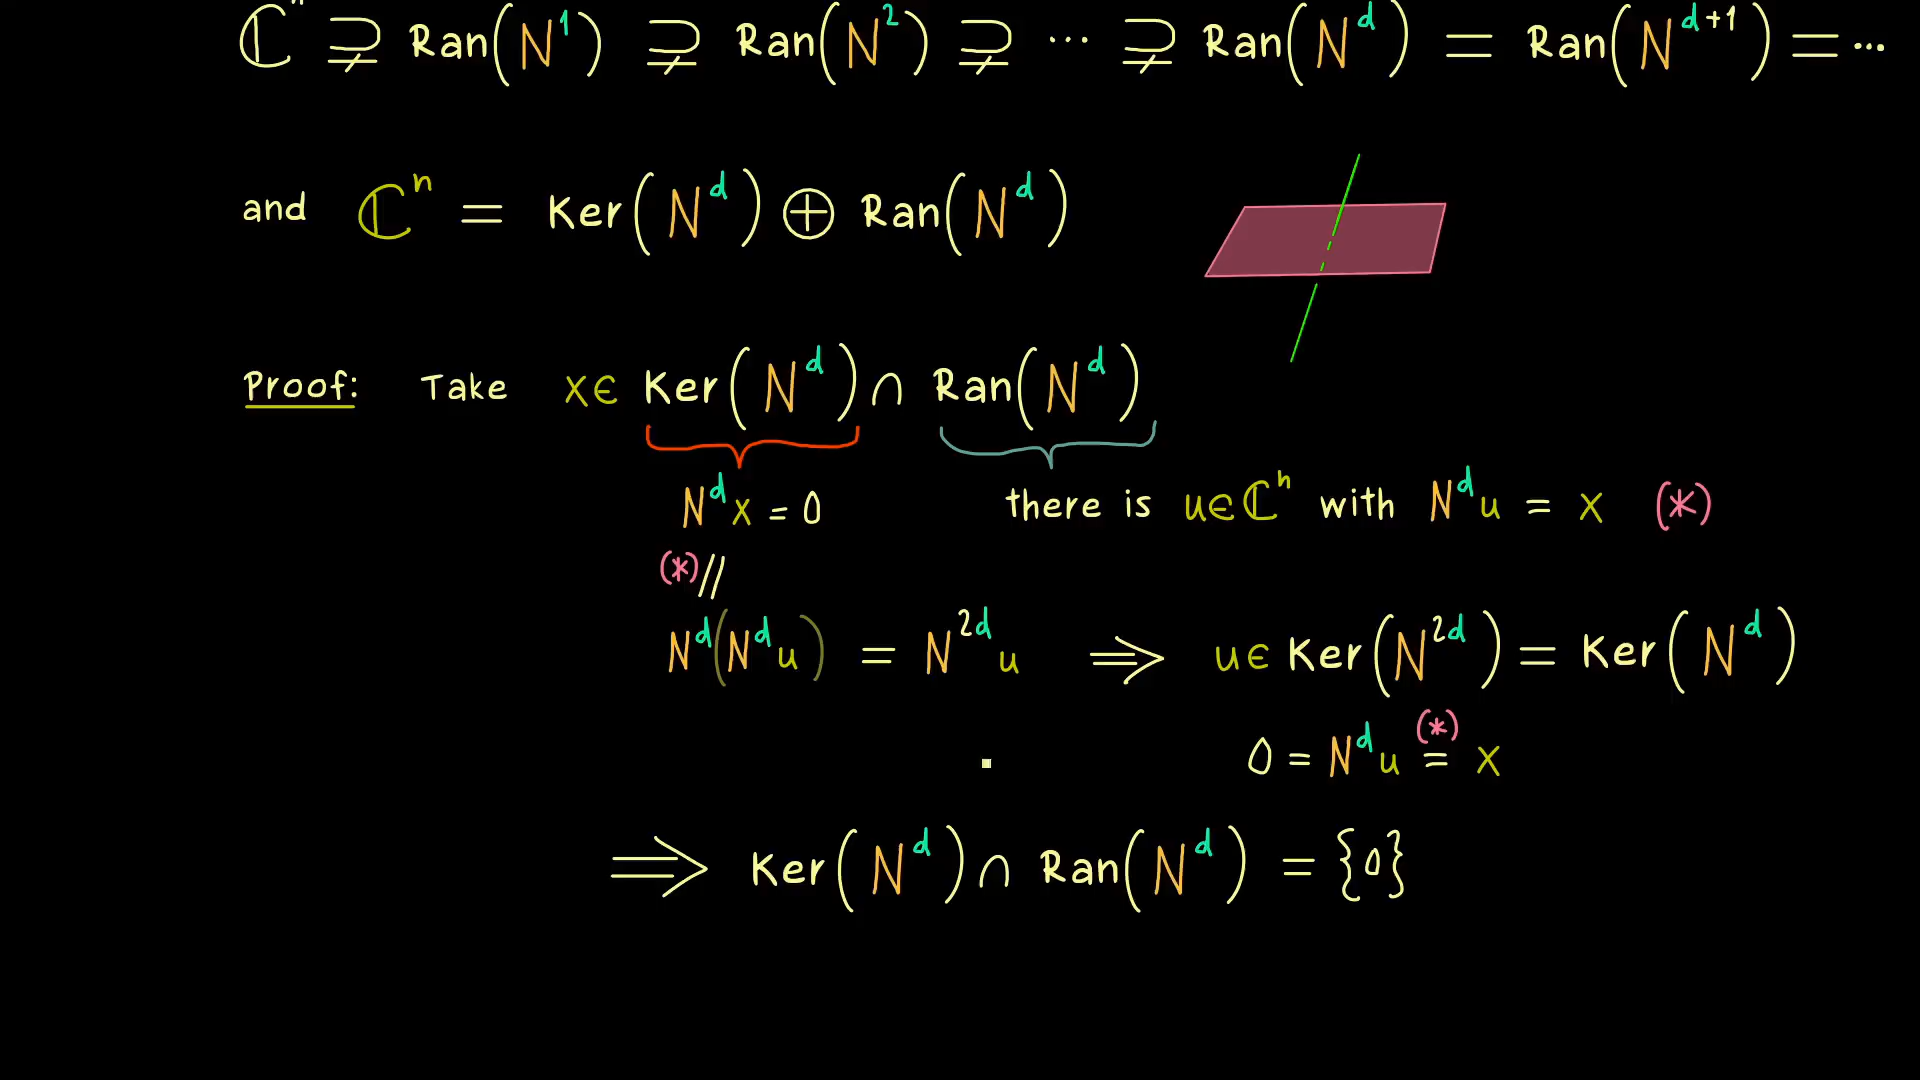 ℂⁿ ⊋ Ran(N¹) ⊋ Ran(N²) ⊋ ⋯ ⊋ Ran(Nᵈ) = Ran(Nᵈ⁺¹) = ⋯
and ℂⁿ = Ker(Nᵈ) ⊕ Ran(Nᵈ)
Proof: Take x ∈ Ker(Nᵈ) ∩ Ran(Nᵈ)
Nᵈx = 0 there is u ∈ ℂⁿ with Nᵈu = x (*)
(*) //
Nᵈ(Nᵈu) = N²ᵈu ⟹ u ∈ Ker(N²ᵈ) = Ker(Nᵈ)
(*)
0 = Nᵈu = x
⟹ Ker(Nᵈ) ∩ Ran(Nᵈ) = {0}